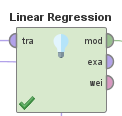 Linear Regression
tra mod
exa
wei